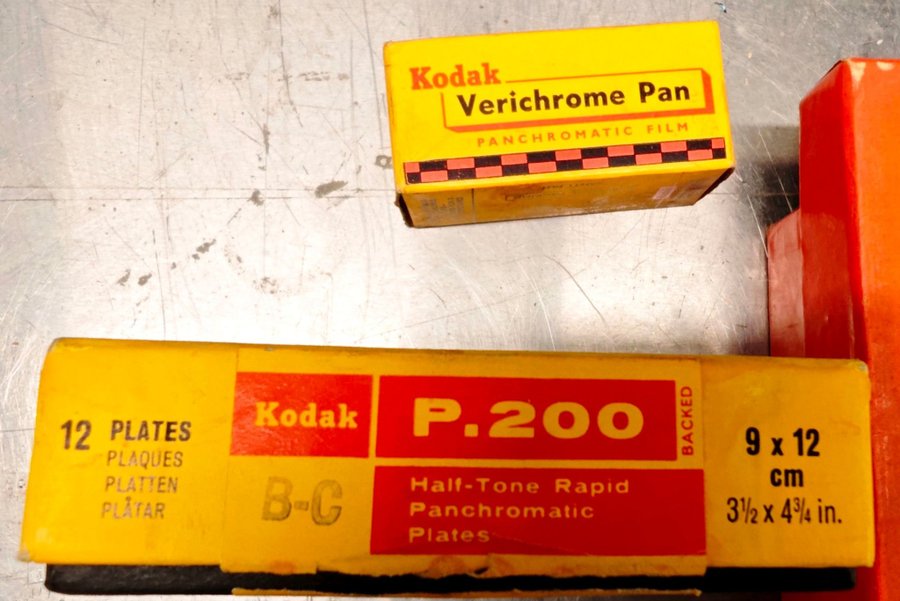 Kodak
Verichrome Pan
PANCHROMATIC FILM
12 PLATES
PLAQUES
PLATTEN
PLÅTAR
Kodak
B-C
P.200
BACKED
Half-Tone Rapid
Panchromatic
Plates
9 x 12
cm
3½ x 4¾ in.